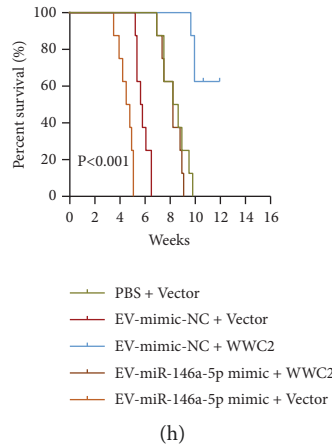 Percent survival (%)
100
80
60
40
20
0
P<0.001
0 2 4 6 8 10 12 14 16
Weeks
PBS + Vector
EV-mimic-NC + Vector
EV-mimic-NC + WWC2
EV-miR-146a-5p mimic + WWC2
EV-miR-146a-5p mimic + Vector
(h)